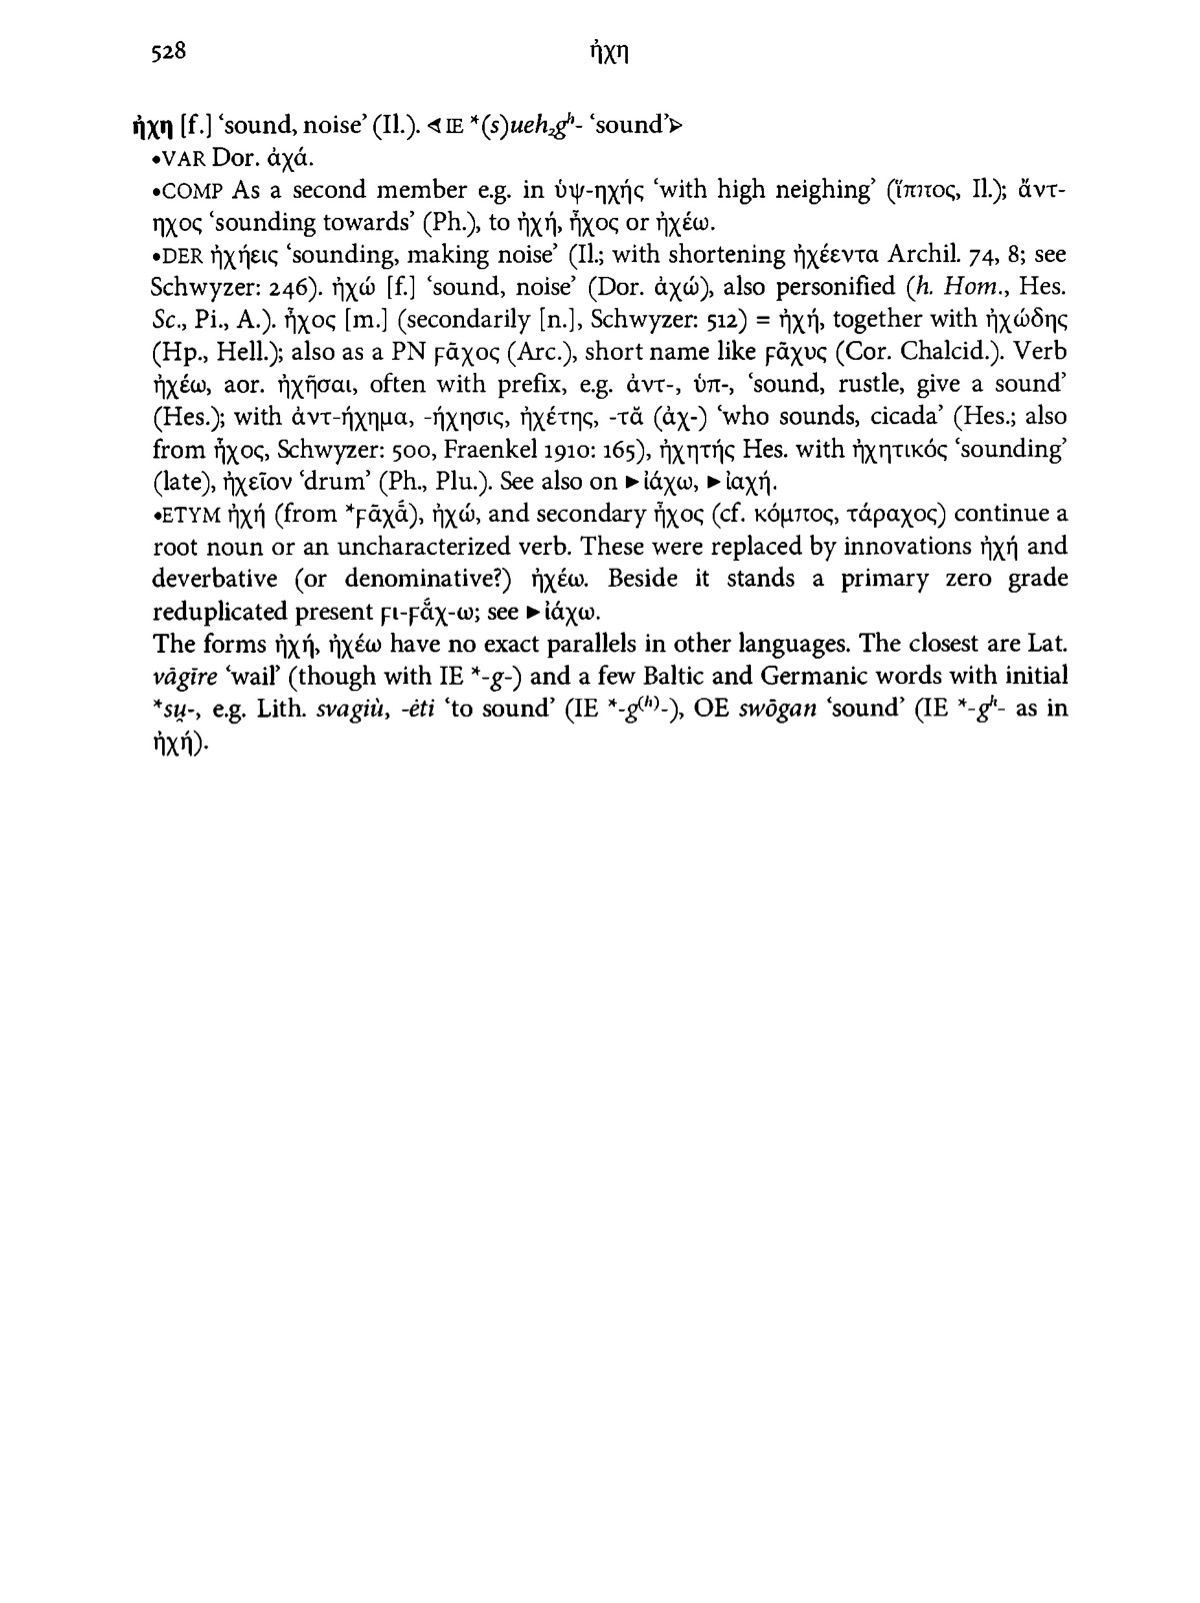 528
ἠχη
ἠχη [f.] ‘sound, noise’ (Il.). ⊲ IE *(s)ueh₂gʰ- ‘sound’⊳
•VAR Dor. ἀχά.
•COMP As a second member e.g. in ὑψ-ηχής ‘with high neighing’ (ἵππος, Il.); ἄντ-
ηχος ‘sounding towards’ (Ph.), to ἠχή, ἦχος or ἠχέω.
•DER ἠχήεις ‘sounding, making noise’ (Il.; with shortening ἠχέεντα Archil. 74, 8; see
Schwyzer: 246). ἠχώ [f.] ‘sound, noise’ (Dor. ἀχώ), also personified (h. Hom., Hes.
Sc., Pi., A.). ἦχος [m.] (secondarily [n.], Schwyzer: 512) = ἠχή, together with ἠχώδης
(Hp., Hell.); also as a PN ϝᾶχος (Arc.), short name like ϝᾶχυς (Cor. Chalcid.). Verb
ἠχέω, aor. ἠχῆσαι, often with prefix, e.g. ἀντ-, ὑπ-, ‘sound, rustle, give a sound’
(Hes.); with ἀντ-ήχημα, -ήχησις, ἠχέτης, -τᾰ (ἀχ-) ‘who sounds, cicada’ (Hes.; also
from ἦχος, Schwyzer: 500, Fraenkel 1910: 165), ἠχητής Hes. with ἠχητικός ‘sounding’
(late), ἠχεῖον ‘drum’ (Ph., Plu.). See also on ►ἰάχω, ►ἰαχή.
•ETYM ἠχή (from *ϝᾱχᾱ́), ἠχώ, and secondary ἦχος (cf. κόμπος, τάραχος) continue a
root noun or an uncharacterized verb. These were replaced by innovations ἠχή and
deverbative (or denominative?) ἠχέω. Beside it stands a primary zero grade
reduplicated present ϝι-ϝᾰ́χ-ω; see ►ἰάχω.
The forms ἠχή, ἠχέω have no exact parallels in other languages. The closest are Lat.
vāgīre ‘wail’ (though with IE *-g-) and a few Baltic and Germanic words with initial
*su̯-, e.g. Lith. svagiù, -ėti ‘to sound’ (IE *-g⁽ʰ⁾-), OE swōgan ‘sound’ (IE *-gʰ- as in
ἠχή).